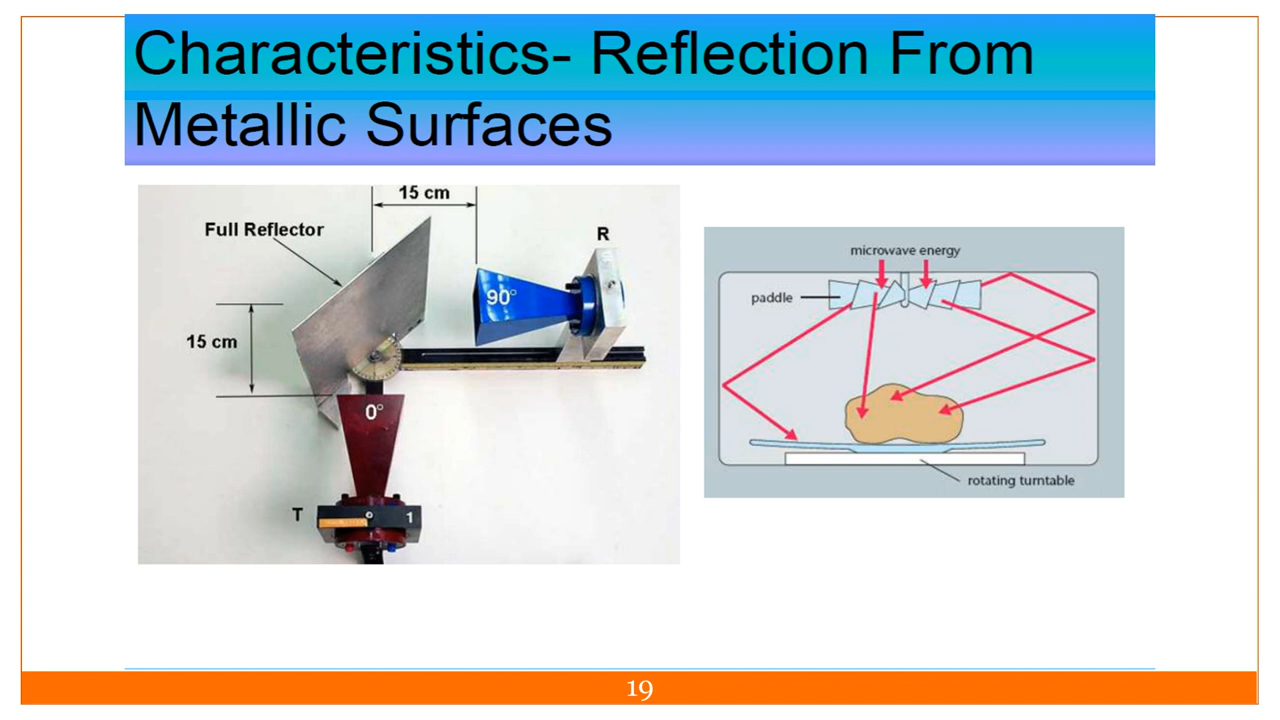 Characteristics- Reflection From
Metallic Surfaces
15 cm
Full Reflector
R
90°
15 cm
0°
T
1
microwave energy
paddle
rotating turntable
19